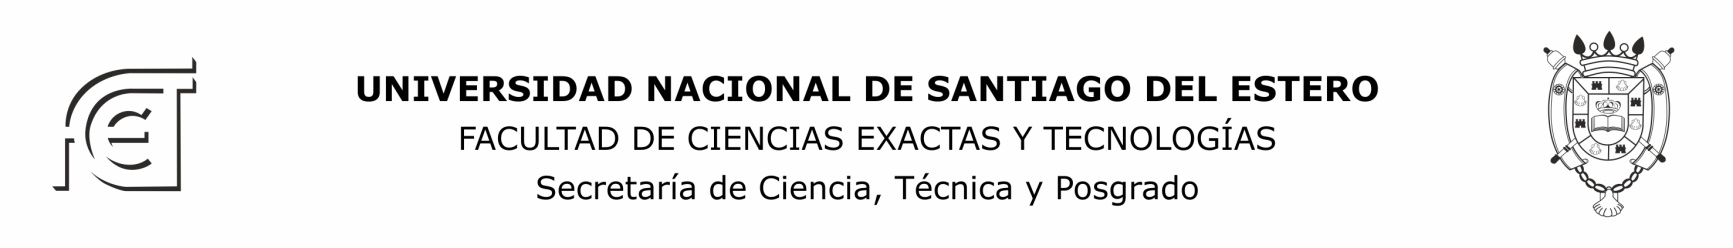 UNIVERSIDAD NACIONAL DE SANTIAGO DEL ESTERO
FACULTAD DE CIENCIAS EXACTAS Y TECNOLOGÍAS
Secretaría de Ciencia, Técnica y Posgrado